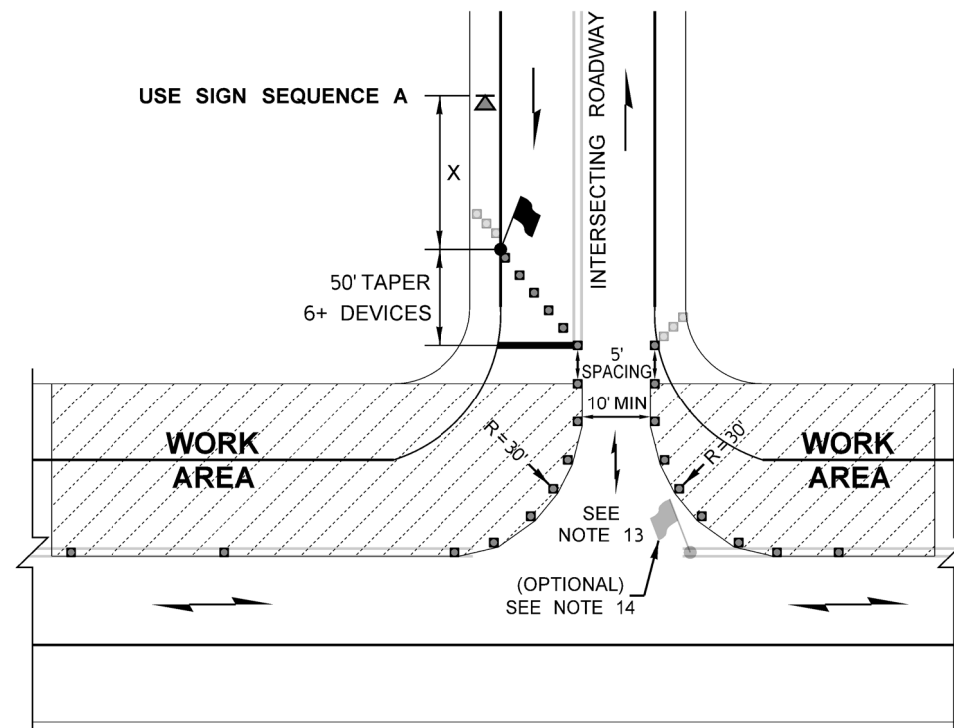 USE SIGN SEQUENCE A
INTERSECTING ROADWAY
X
50' TAPER
6+ DEVICES
5'
SPACING
10' MIN
WORK
AREA
R = 30'
R = 30'
WORK
AREA
SEE
NOTE 13
(OPTIONAL)
SEE NOTE 14